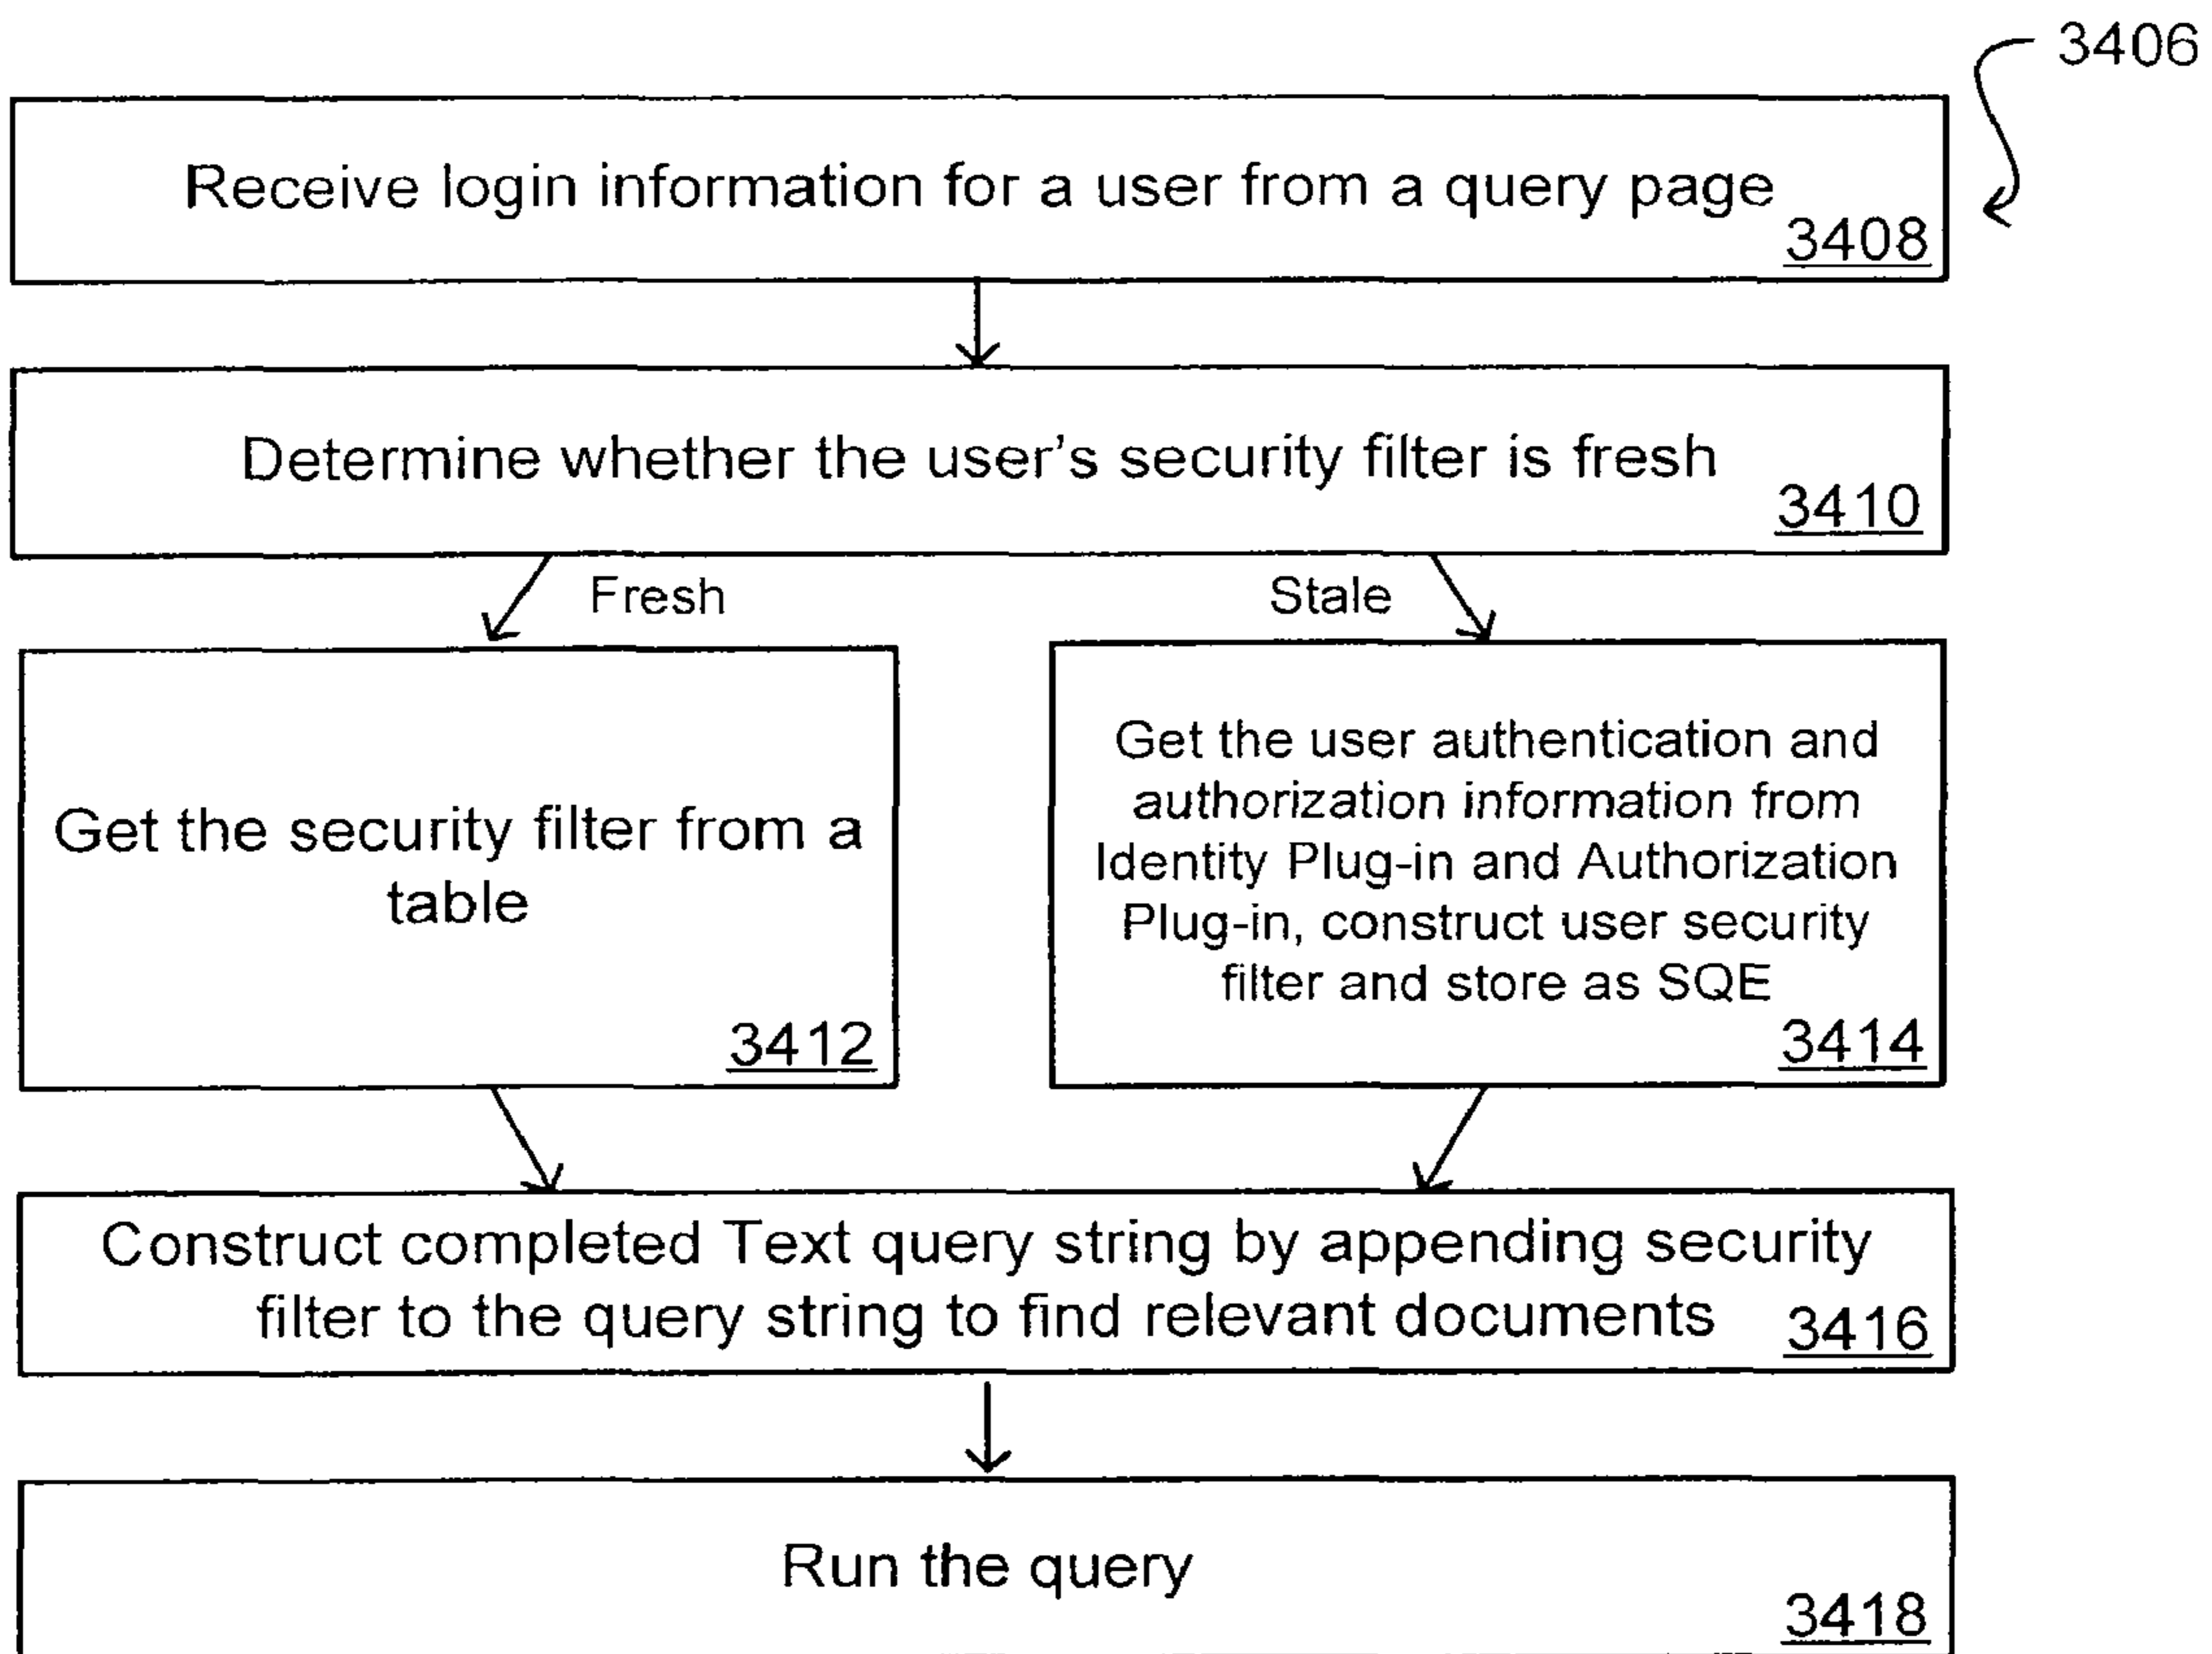 3406
Receive login information for a user from a query page
3408
Determine whether the user's security filter is fresh
3410
Fresh
Stale
Get the security filter from a
table
3412
Get the user authentication and
authorization information from
Identity Plug-in and Authorization
Plug-in, construct user security
filter and store as SQE
3414
Construct completed Text query string by appending security
filter to the query string to find relevant documents
3416
Run the query
3418